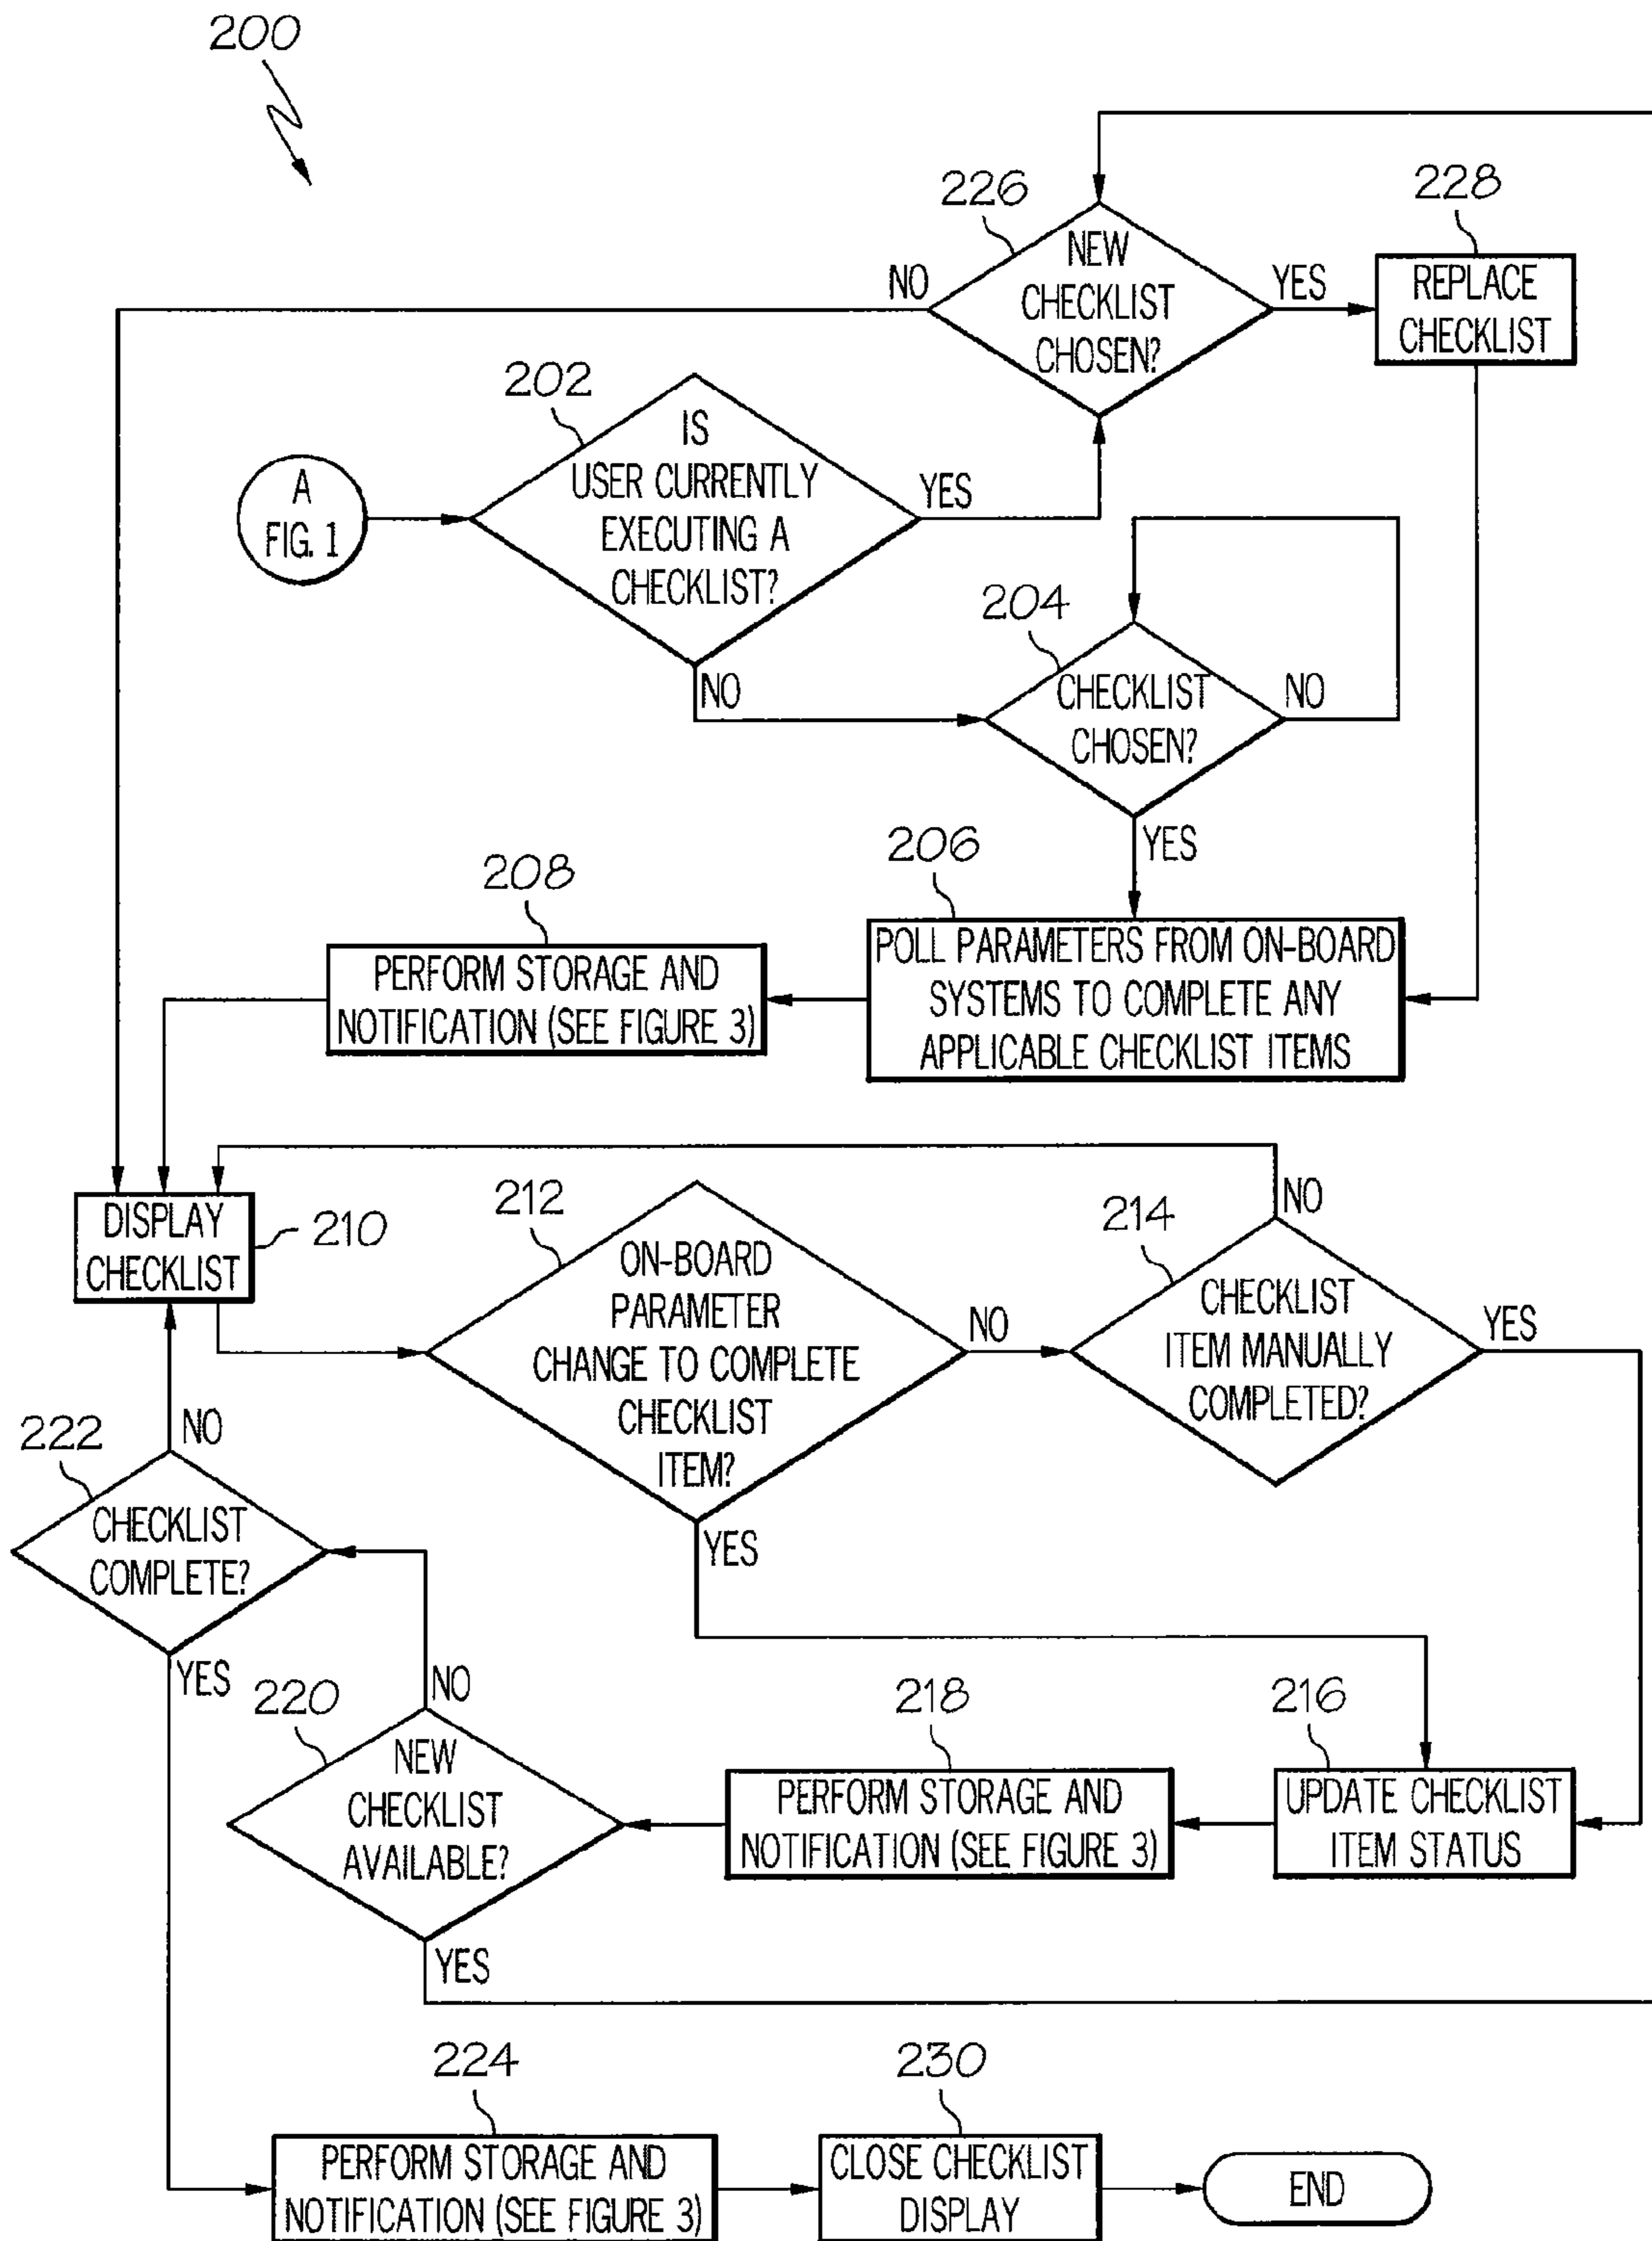 200
226
NEW
CHECKLIST
CHOSEN?
NO
YES
228
REPLACE
CHECKLIST
202
IS
USER CURRENTLY
EXECUTING A
CHECKLIST?
YES
NO
A
FIG. 1
204
CHECKLIST
CHOSEN?
NO
YES
206
POLL PARAMETERS FROM ON-BOARD
SYSTEMS TO COMPLETE ANY
APPLICABLE CHECKLIST ITEMS
208
PERFORM STORAGE AND
NOTIFICATION (SEE FIGURE 3)
DISPLAY
CHECKLIST
210
212
ON-BOARD
PARAMETER
CHANGE TO COMPLETE
CHECKLIST
ITEM?
NO
YES
214
CHECKLIST
ITEM MANUALLY
COMPLETED?
NO
YES
216
UPDATE CHECKLIST
ITEM STATUS
218
PERFORM STORAGE AND
NOTIFICATION (SEE FIGURE 3)
220
NEW
CHECKLIST
AVAILABLE?
NO
YES
222
CHECKLIST
COMPLETE?
NO
YES
224
PERFORM STORAGE AND
NOTIFICATION (SEE FIGURE 3)
230
CLOSE CHECKLIST
DISPLAY
END